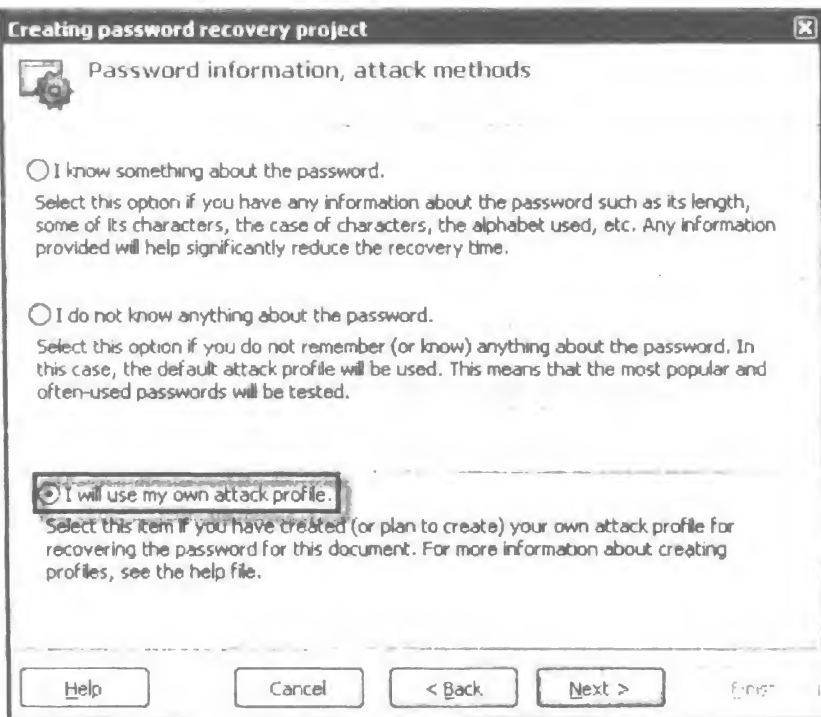 Creating password recovery project
Password information, attack methods
I know something about the password.
Select this option if you have any information about the password such as its length,
some of its characters, the case of characters, the alphabet used, etc. Any information
provided will help significantly reduce the recovery time.
I do not know anything about the password.
Select this option if you do not remember (or know) anything about the password. In
this case, the default attack profile will be used. This means that the most popular and
often-used passwords will be tested.
I will use my own attack profile.
Select this item if you have created (or plan to create) your own attack profile for
recovering the password for this document. For more information about creating
profiles, see the help file.
Help
Cancel
< Back
Next >
Finish